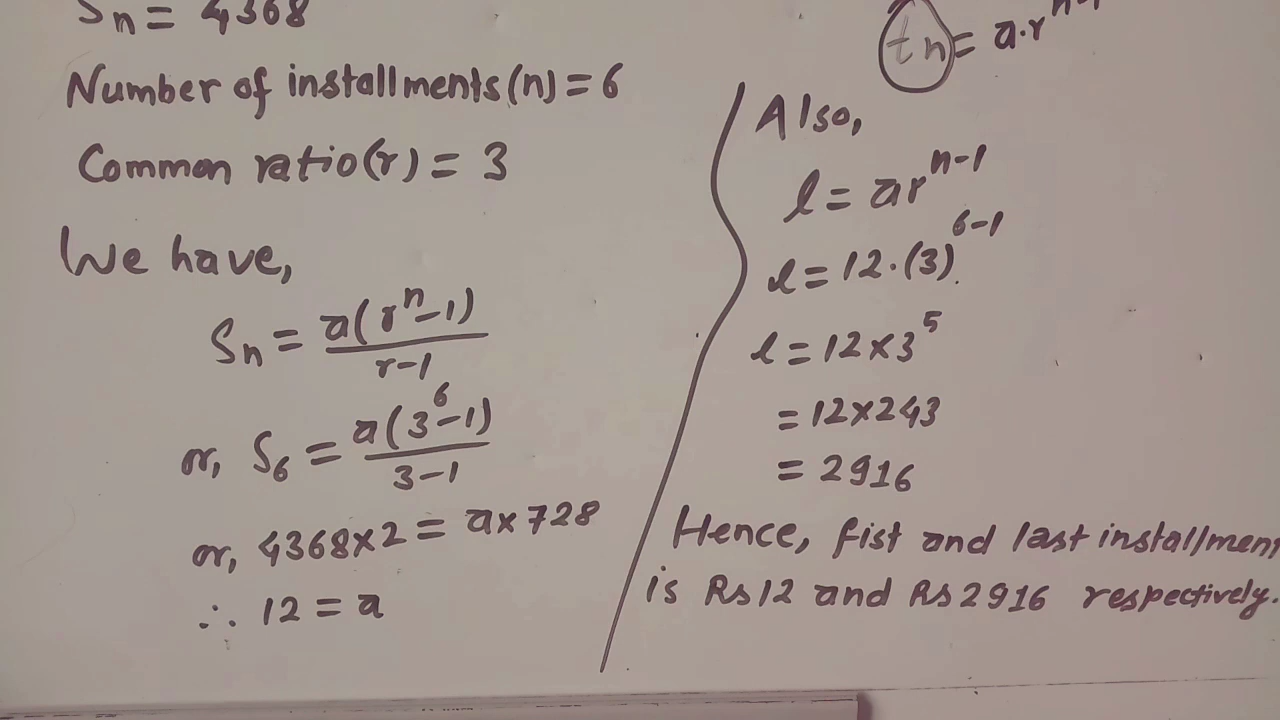 Sn = 4368
Number of installments(n) = 6
Common ratio(r) = 3
We have,
Sn = a(r^n-1)/r-1
or, S6 = a(3^6-1)/3-1
or, 4368×2 = a×728
∴ 12 = a
tn = a·r^n-1
Also,
l = ar^n-1
l = 12·(3)^6-1
l = 12×3^5
= 12×243
= 2916
Hence, fist and last installmen
is Rs12 and Rs2916 respectively.